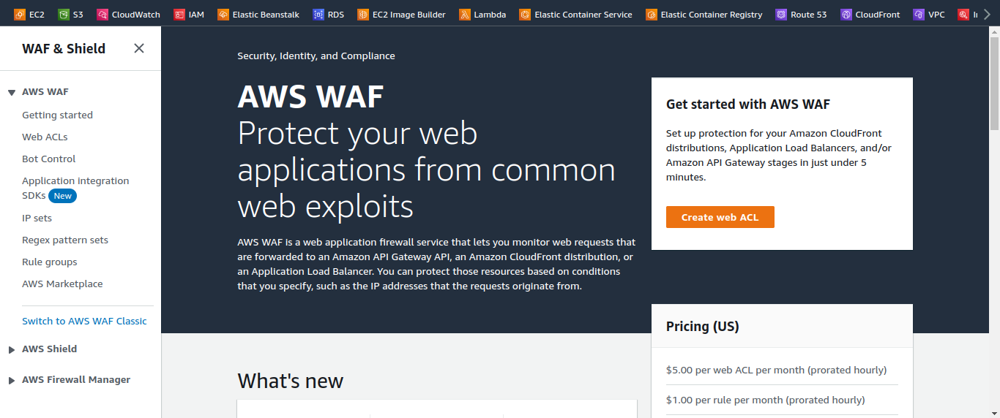 EC2 S3 CloudWatch IAM Elastic Beanstalk RDS EC2 Image Builder Lambda Elastic Container Service Elastic Container Registry Route 53 CloudFront VPC
WAF & Shield
AWS WAF
Getting started
Web ACLs
Bot Control
Application integration
SDKs New
IP sets
Regex pattern sets
Rule groups
AWS Marketplace
Switch to AWS WAF Classic
AWS Shield
AWS Firewall Manager
Security, Identity, and Compliance
AWS WAF
Protect your web
applications from common
web exploits
AWS WAF is a web application firewall service that lets you monitor web requests that
are forwarded to an Amazon API Gateway API, an Amazon CloudFront distribution, or
an Application Load Balancer. You can protect those resources based on conditions
that you specify, such as the IP addresses that the requests originate from.
Get started with AWS WAF
Set up protection for your Amazon CloudFront
distributions, Application Load Balancers, and/or
Amazon API Gateway stages in just under 5
minutes.
Create web ACL
Pricing (US)
$5.00 per web ACL per month (prorated hourly)
$1.00 per rule per month (prorated hourly)
What's new